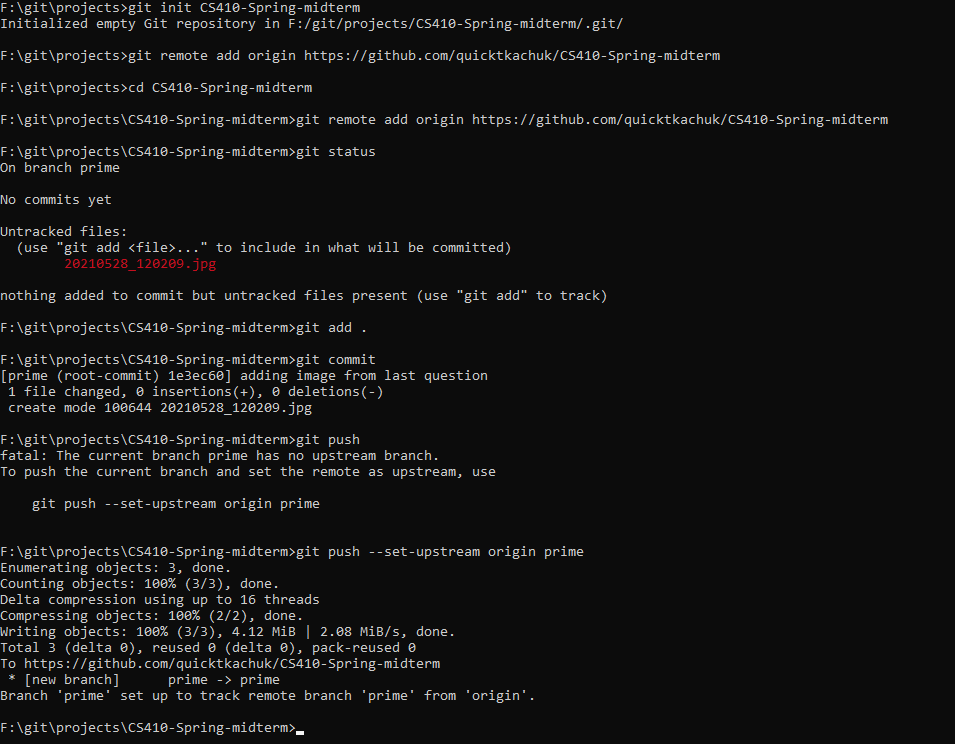 F:\git\projects>git init CS410-Spring-midterm
Initialized empty Git repository in F:/git/projects/CS410-Spring-midterm/.git/
F:\git\projects>git remote add origin https://github.com/quicktkachuk/CS410-Spring-midterm
F:\git\projects>cd CS410-Spring-midterm
F:\git\projects\CS410-Spring-midterm>git remote add origin https://github.com/quicktkachuk/CS410-Spring-midterm
F:\git\projects\CS410-Spring-midterm>git status
On branch prime
No commits yet
Untracked files:
  (use "git add <file>..." to include in what will be committed)
        20210528_120209.jpg
nothing added to commit but untracked files present (use "git add" to track)
F:\git\projects\CS410-Spring-midterm>git add .
F:\git\projects\CS410-Spring-midterm>git commit
[prime (root-commit) 1e3ec60] adding image from last question
 1 file changed, 0 insertions(+), 0 deletions(-)
 create mode 100644 20210528_120209.jpg
F:\git\projects\CS410-Spring-midterm>git push
fatal: The current branch prime has no upstream branch.
To push the current branch and set the remote as upstream, use
    git push --set-upstream origin prime
F:\git\projects\CS410-Spring-midterm>git push --set-upstream origin prime
Enumerating objects: 3, done.
Counting objects: 100% (3/3), done.
Delta compression using up to 16 threads
Compressing objects: 100% (2/2), done.
Writing objects: 100% (3/3), 4.12 MiB | 2.08 MiB/s, done.
Total 3 (delta 0), reused 0 (delta 0), pack-reused 0
To https://github.com/quicktkachuk/CS410-Spring-midterm
 * [new branch]      prime -> prime
Branch 'prime' set up to track remote branch 'prime' from 'origin'.
F:\git\projects\CS410-Spring-midterm>